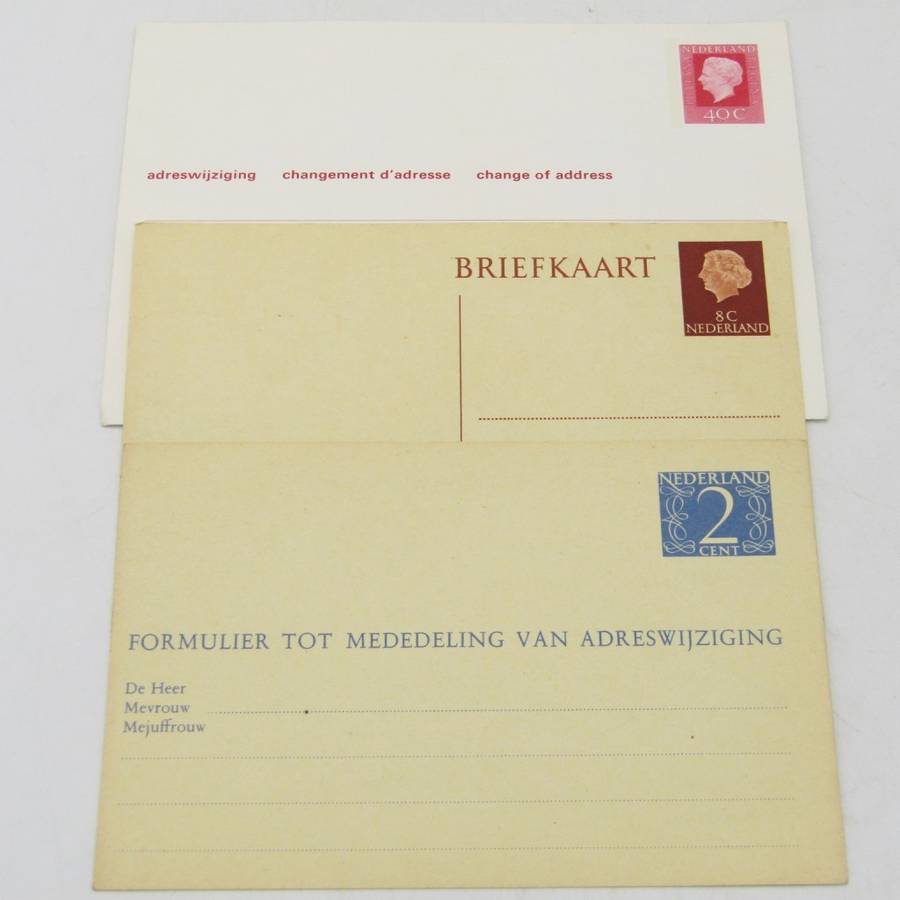 NEDERLAND
40 C
adreswijziging changement d'adresse change of address
BRIEFKAART
8 C
NEDERLAND
NEDERLAND
2
CENT
FORMULIER TOT MEDEDELING VAN ADRESWIJZIGING
De Heer
Mevrouw
Mejuffrouw